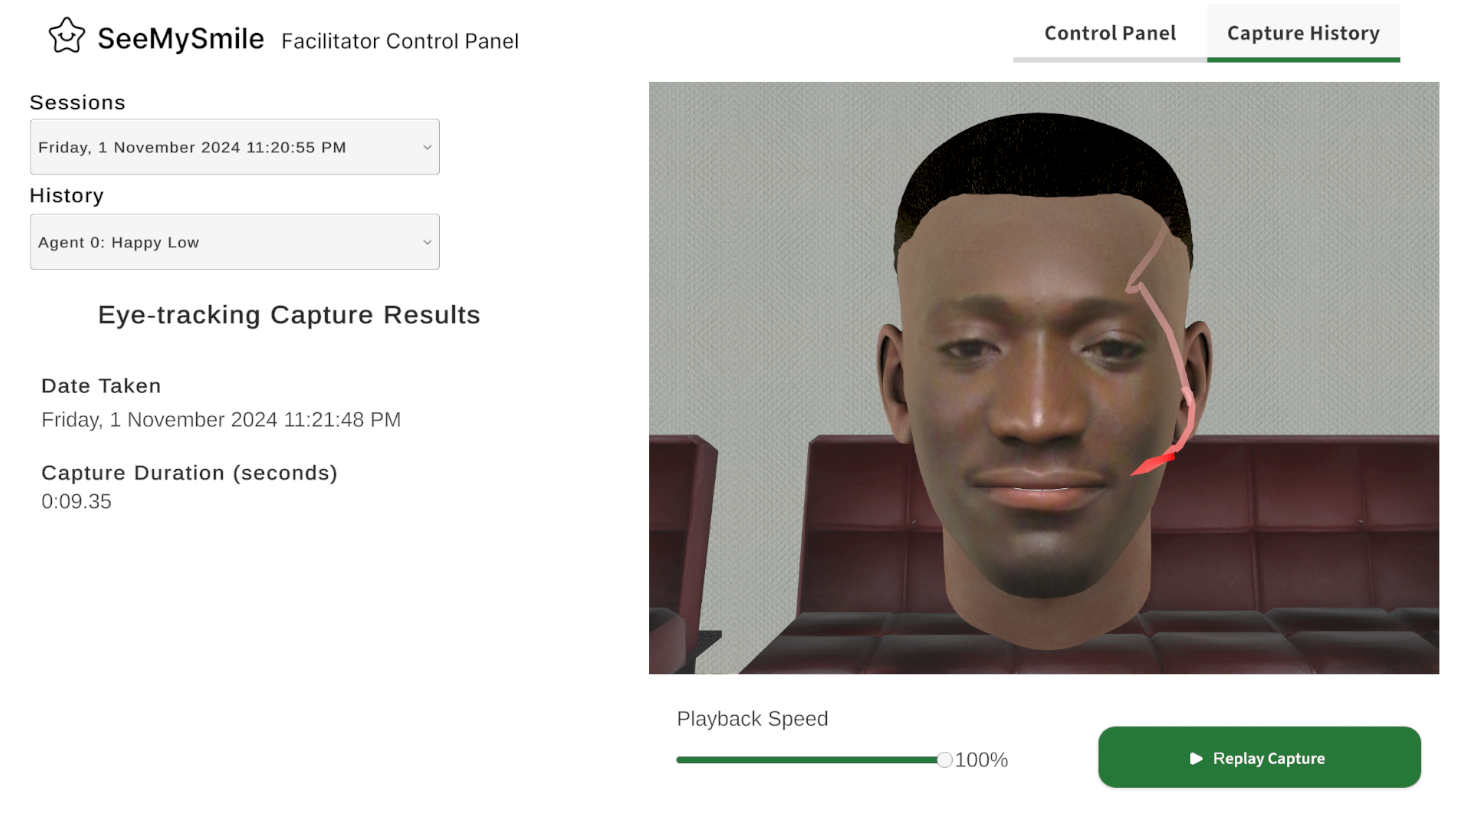 SeeMySmile Facilitator Control Panel
Control Panel Capture History
Sessions
Friday, 1 November 2024 11:20:55 PM
History
Agent 0: Happy Low
Eye-tracking Capture Results
Date Taken
Friday, 1 November 2024 11:21:48 PM
Capture Duration (seconds)
0:09.35
Playback Speed
100%
Replay Capture